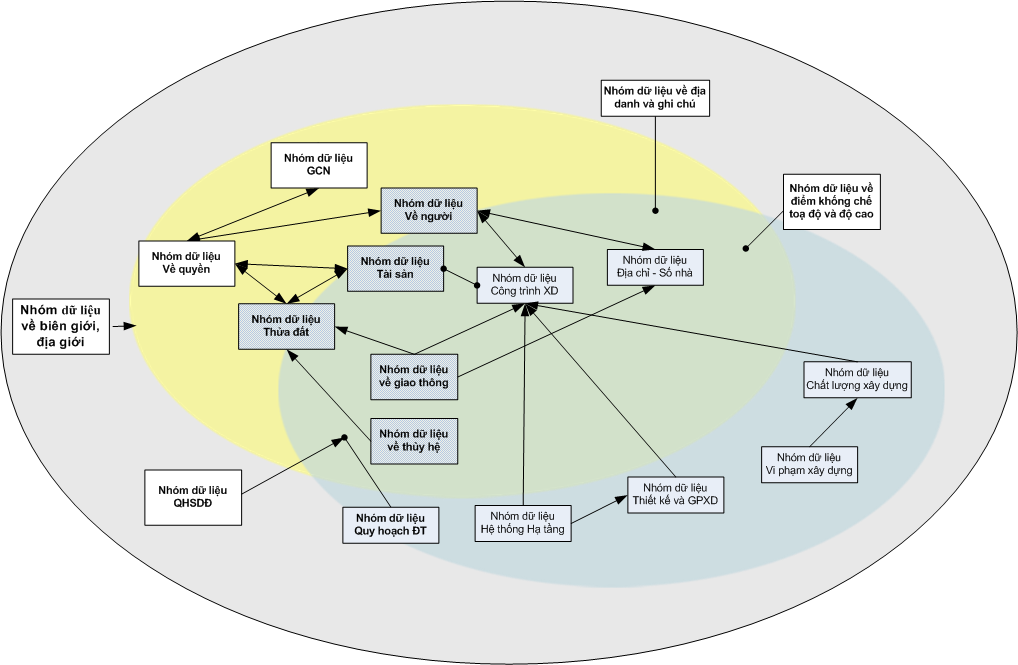 Nhóm dữ liệu về địa
danh và ghi chú
Nhóm dữ liệu
GCN
Nhóm dữ liệu về
điểm khống chế
toạ độ và độ cao
Nhóm dữ liệu
Về người
Nhóm dữ liệu
Về quyền
Nhóm dữ liệu
Tài sản
Nhóm dữ liệu
Địa chỉ - Số nhà
Nhóm dữ liệu
Công trình XD
Nhóm dữ liệu
về biên giới,
địa giới
Nhóm dữ liệu
Thửa đất
Nhóm dữ liệu
về giao thông
Nhóm dữ liệu
Chất lượng xây dựng
Nhóm dữ liệu
về thủy hệ
Nhóm dữ liệu
Vi phạm xây dựng
Nhóm dữ liệu
QHSDĐ
Nhóm dữ liệu
Thiết kế và GPXD
Nhóm dữ liệu
Quy hoạch ĐT
Nhóm dữ liệu
Hệ thống Hạ tầng